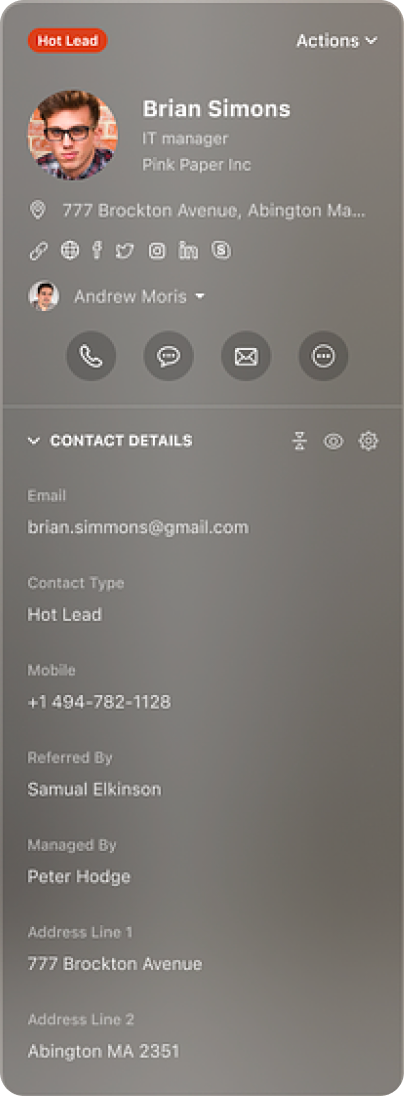 Hot Lead Actions
Brian Simons
IT manager
Pink Paper Inc
777 Brockton Avenue, Abington Ma...
Andrew Moris
CONTACT DETAILS
Email
brian.simmons@gmail.com
Contact Type
Hot Lead
Mobile
+1 494-782-1128
Referred By
Samual Elkinson
Managed By
Peter Hodge
Address Line 1
777 Brockton Avenue
Address Line 2
Abington MA 2351